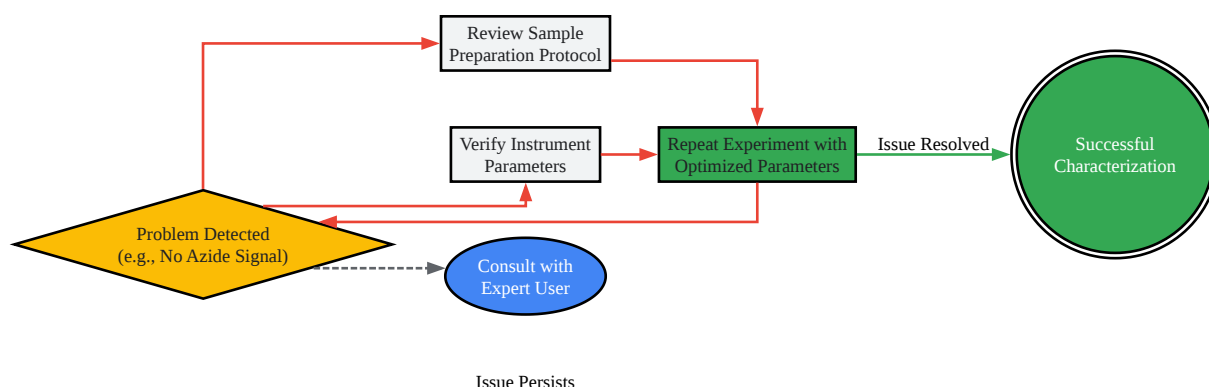 Review Sample
Preparation Protocol
Verify Instrument
Parameters
Repeat Experiment with
Optimized Parameters
Issue Resolved
Successful
Characterization
Problem Detected
(e.g., No Azide Signal)
Consult with
Expert User
Issue Persists